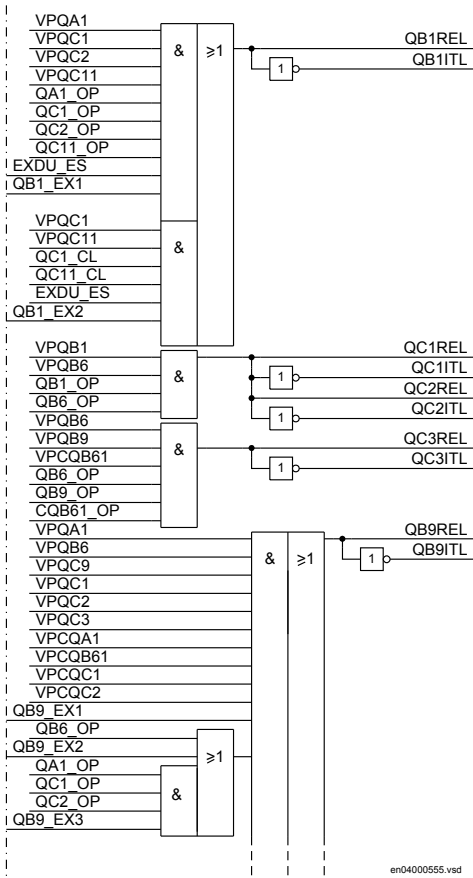 VPQA1
VPQC1
VPQC2
VPQC11
QA1_OP
QC1_OP
QC2_OP
QC11_OP
EXDU_ES
QB1_EX1
& ≥1
QB1REL
1 QB1ITL
VPQC1
VPQC11
QC1_CL
QC11_CL
EXDU_ES
QB1_EX2
&
VPQB1
VPQB6
QB1_OP
QB6_OP
&
QC1REL
1 QC1ITL
QC2REL
1 QC2ITL
VPQB6
VPQB9
VPCQB61
QB6_OP
QB9_OP
CQB61_OP
&
QC3REL
1 QC3ITL
VPQA1
VPQB6
VPQC9
VPQC1
VPQC2
VPQC3
VPCQA1
VPCQB61
VPCQC1
VPCQC2
QB9_EX1
& ≥1
QB9REL
1 QB9ITL
QB6_OP
QB9_EX2
≥1
QA1_OP
QC1_OP
QC2_OP
QB9_EX3
&
en04000555.vsd